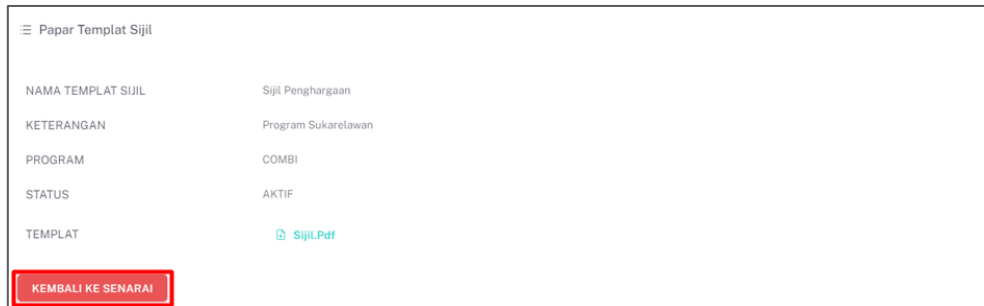 Papar Templat Sijil
NAMA TEMPLAT SIJIL Sijil Penghargaan
KETERANGAN Program Sukarelawan
PROGRAM COMBI
STATUS AKTIF
TEMPLAT Sijil.Pdf
KEMBALI KE SENARAI